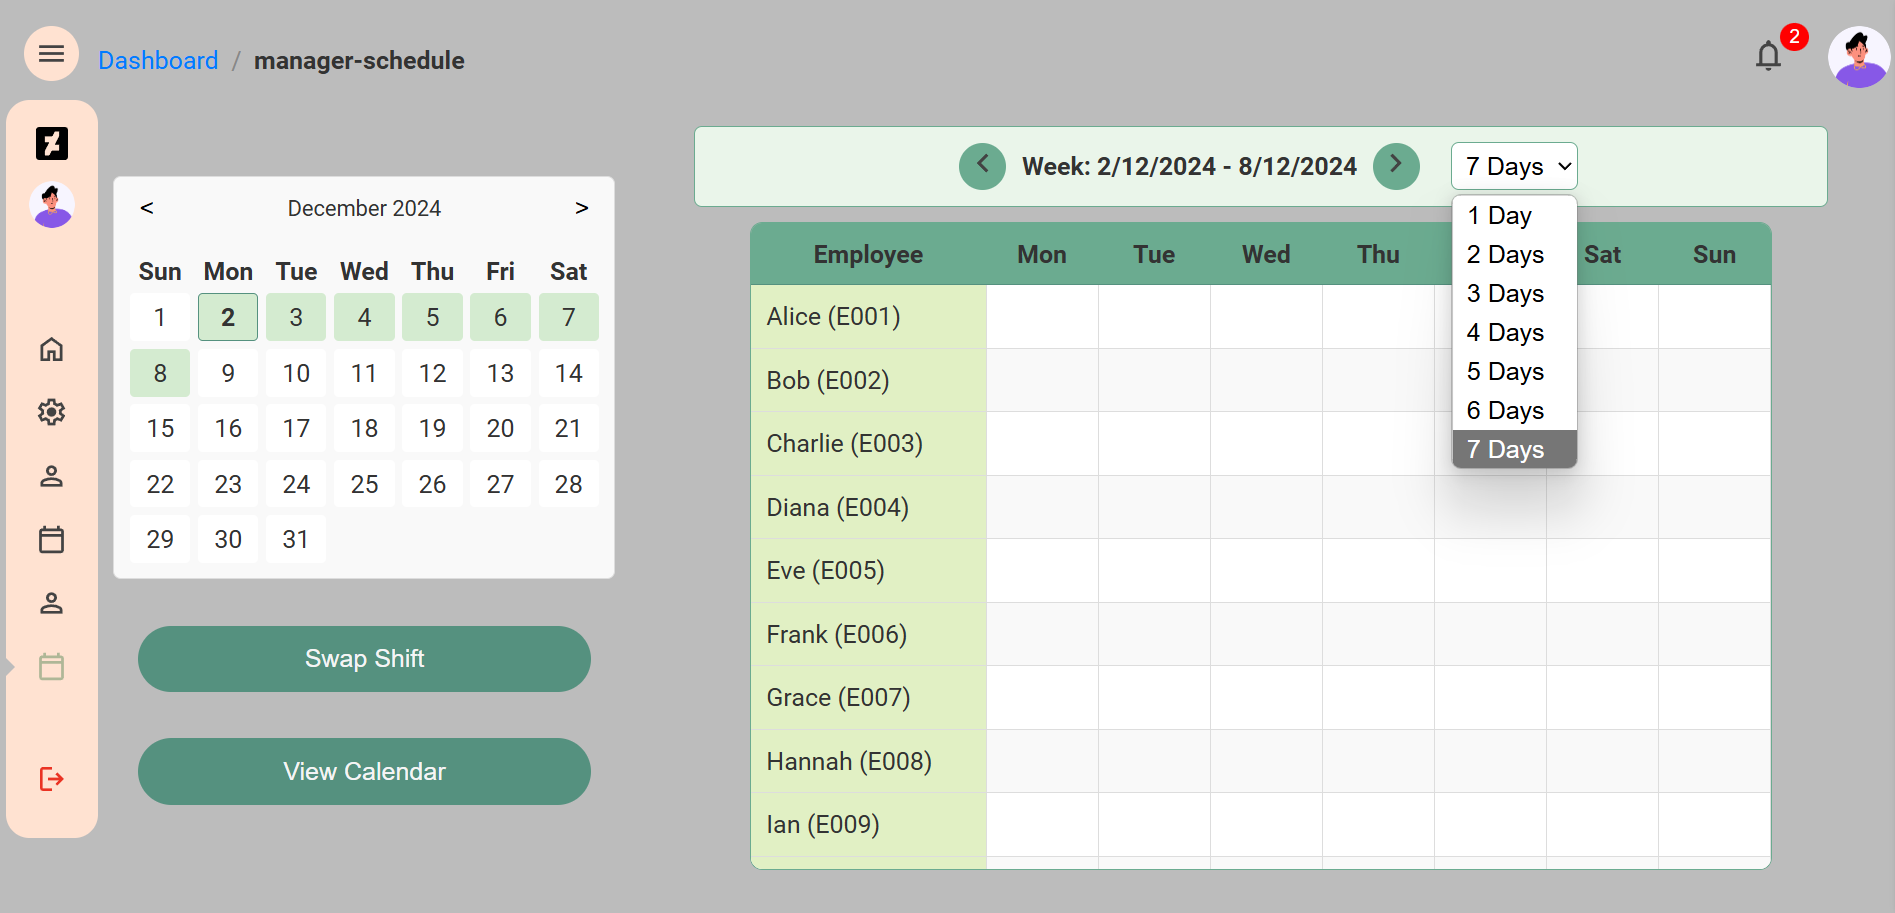 Dashboard / manager-schedule
2
Week: 2/12/2024 - 8/12/2024
7 Days
1 Day
2 Days
3 Days
4 Days
5 Days
6 Days
7 Days
< December 2024 >
Sun Mon Tue Wed Thu Fri Sat
1 2 3 4 5 6 7
8 9 10 11 12 13 14
15 16 17 18 19 20 21
22 23 24 25 26 27 28
29 30 31
Swap Shift
View Calendar
Employee Mon Tue Wed Thu Sat Sun
Alice (E001)
Bob (E002)
Charlie (E003)
Diana (E004)
Eve (E005)
Frank (E006)
Grace (E007)
Hannah (E008)
Ian (E009)